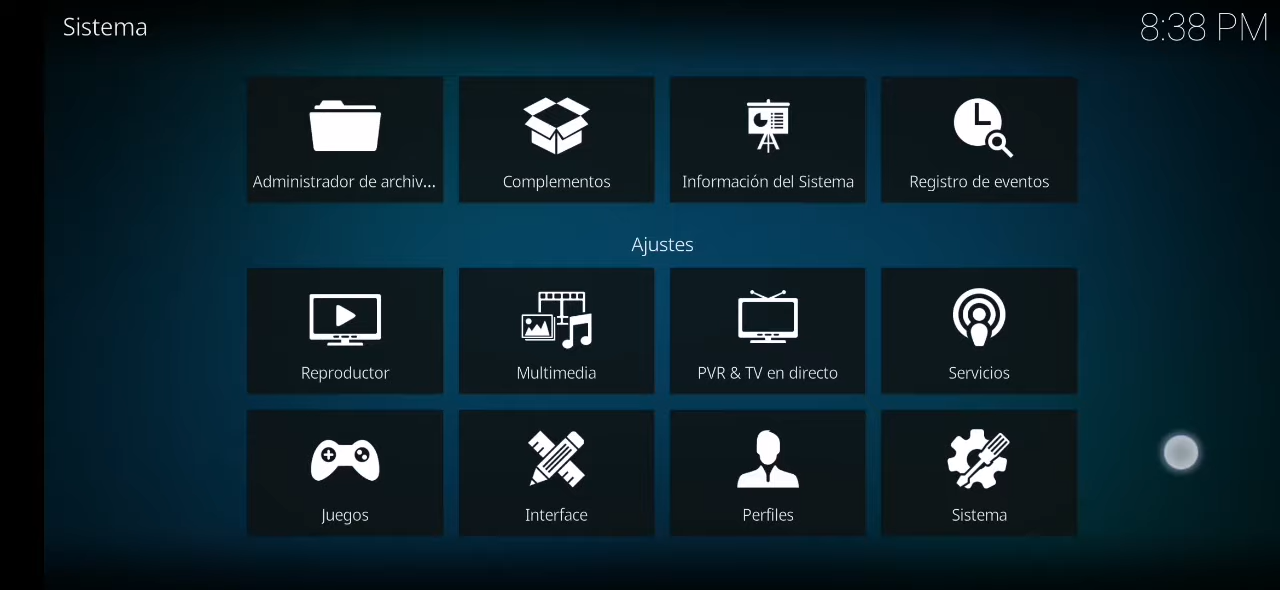 Sistema
8:38 PM
Administrador de archiv...
Complementos
Información del Sistema
Registro de eventos
Ajustes
Reproductor
Multimedia
PVR & TV en directo
Servicios
Juegos
Interface
Perfiles
Sistema